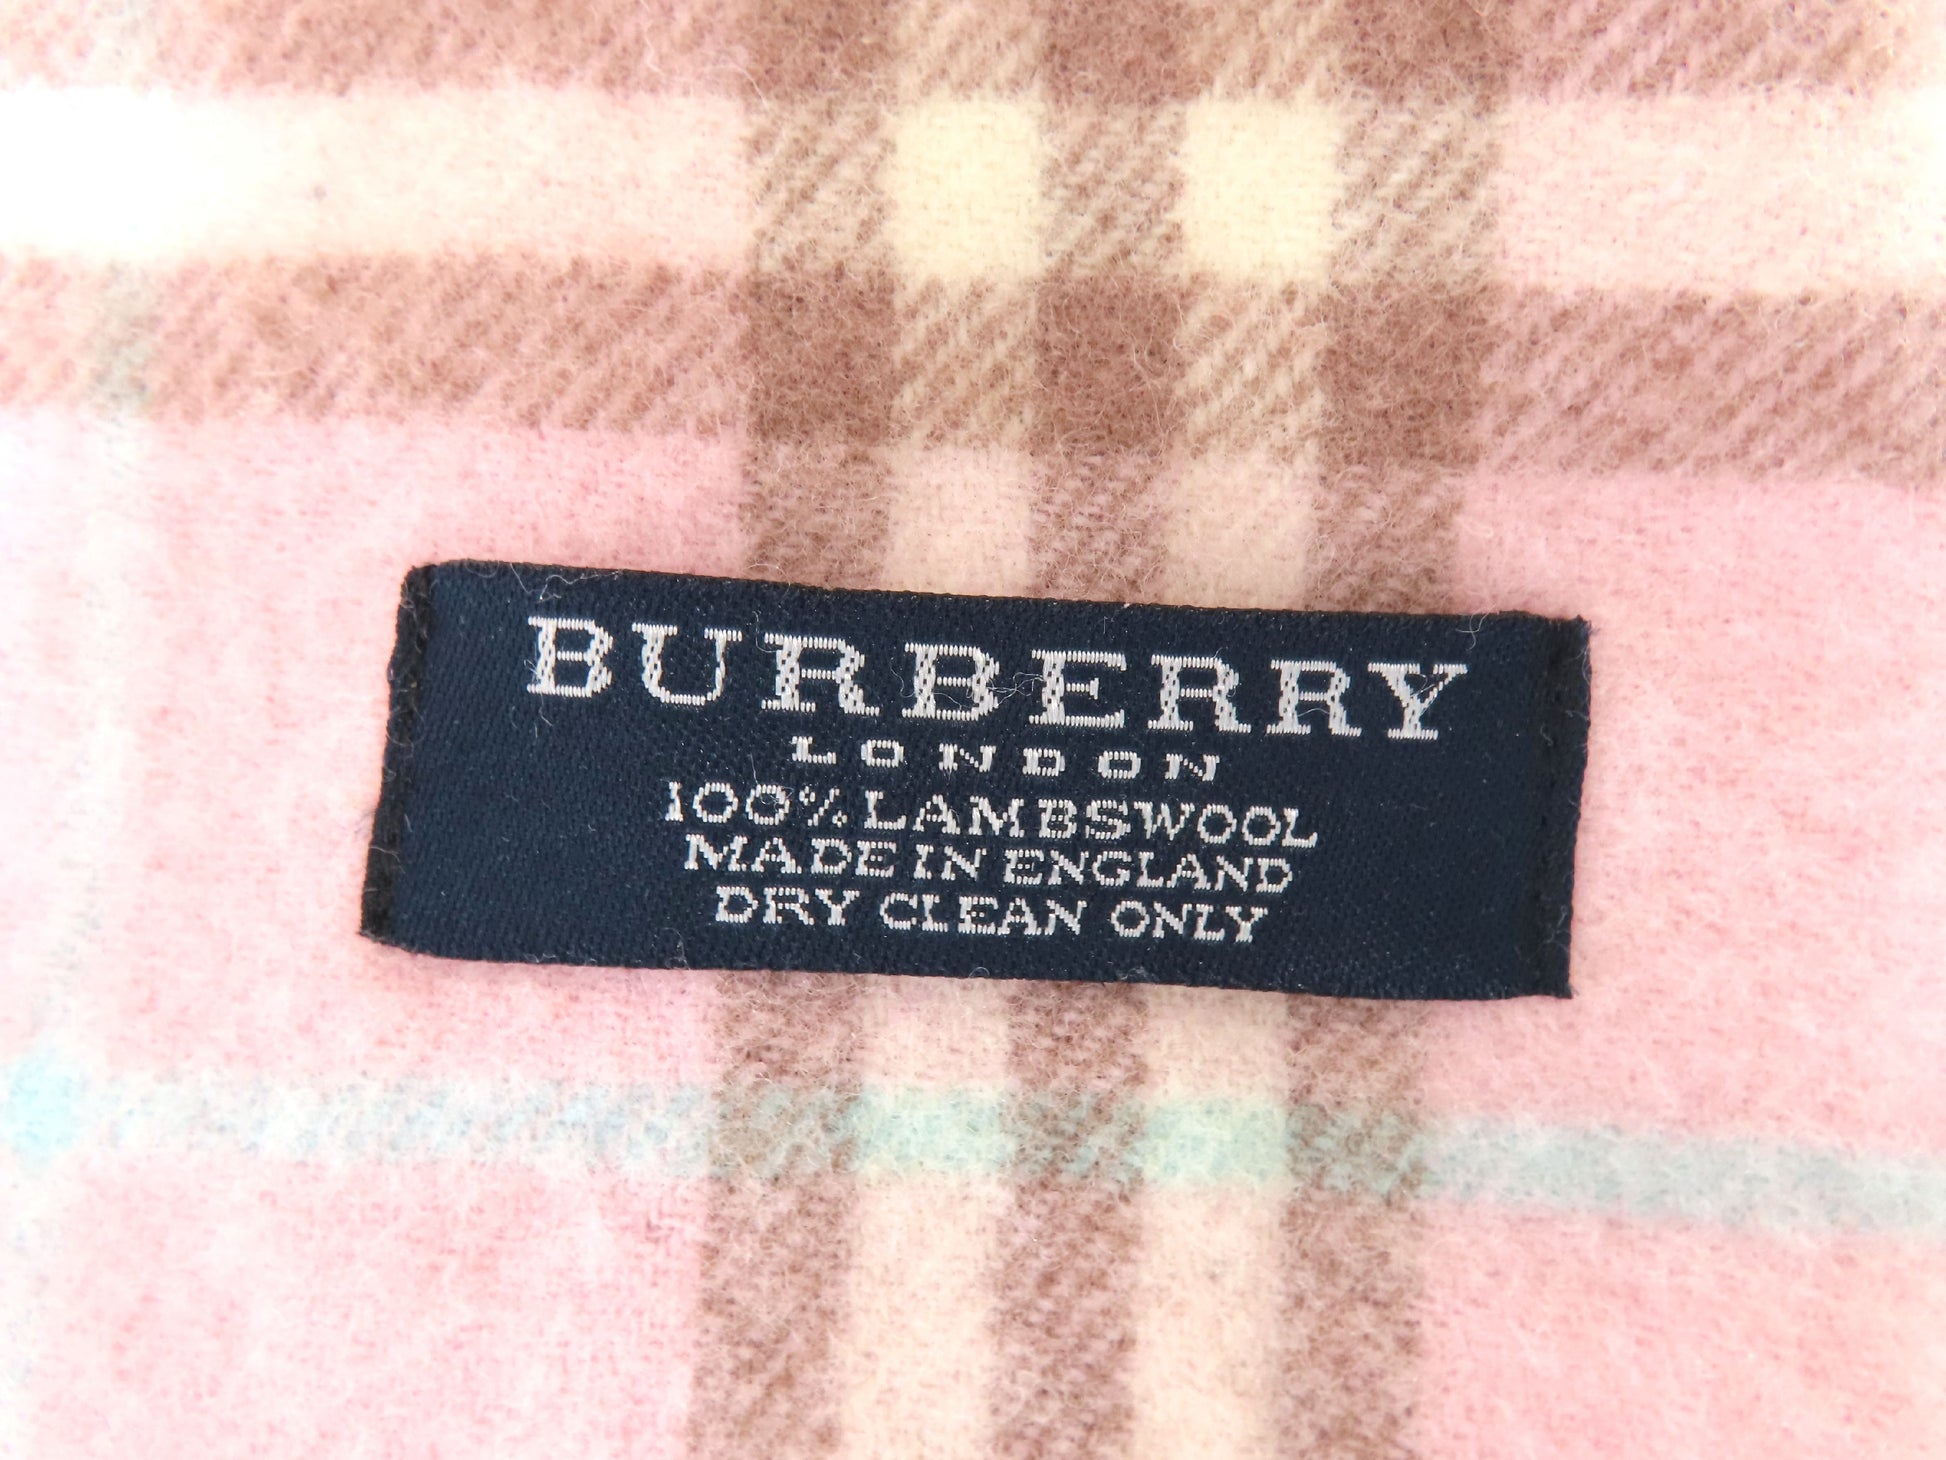 BURBERRY
LONDON
100% LAMBSWOOL
MADE IN ENGLAND
DRY CLEAN ONLY